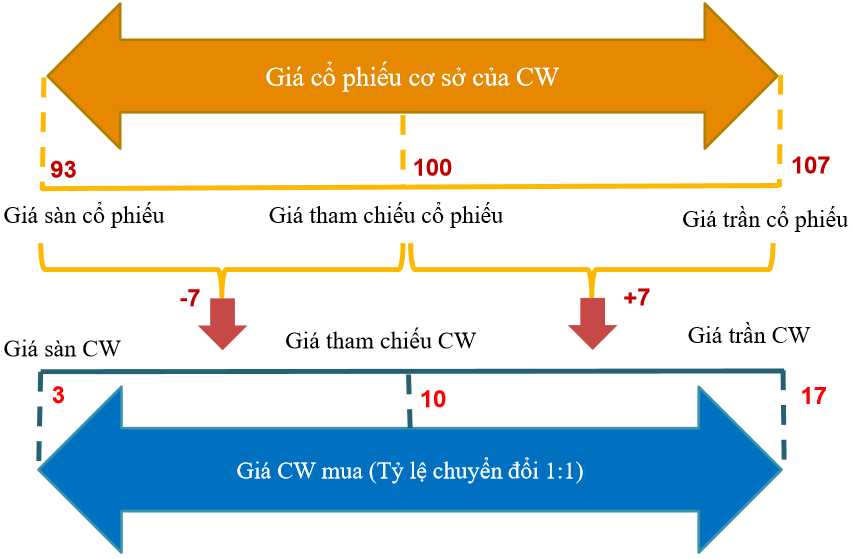 Giá cổ phiếu cơ sở của CW
93
100
107
Giá sàn cổ phiếu
Giá tham chiếu cổ phiếu
Giá trần cổ phiếu
-7
+7
Giá sàn CW
Giá tham chiếu CW
Giá trần CW
3
10
17
Giá CW mua (Tỷ lệ chuyển đổi 1:1)